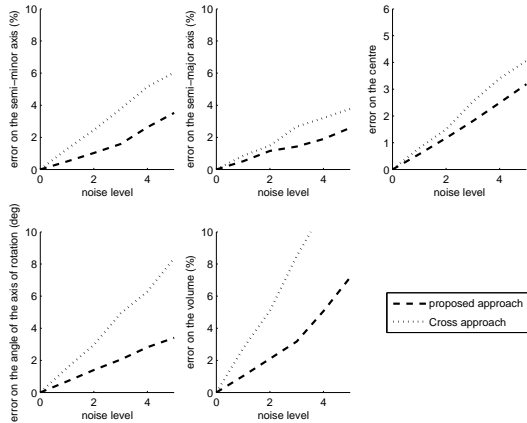 error on the semi−minor axis (%)
10
8
6
4
2
0
0 2 4
noise level
error on the semi−major axis (%)
10
8
6
4
2
0
0 2 4
noise level
error on the centre
6
5
4
3
2
1
0
0 2 4
noise level
error on the angle of the axis of rotation (deg)
10
8
6
4
2
0
0 2 4
noise level
error on the volume (%)
10
8
6
4
2
0
0 2 4
noise level
proposed approach
Cross approach